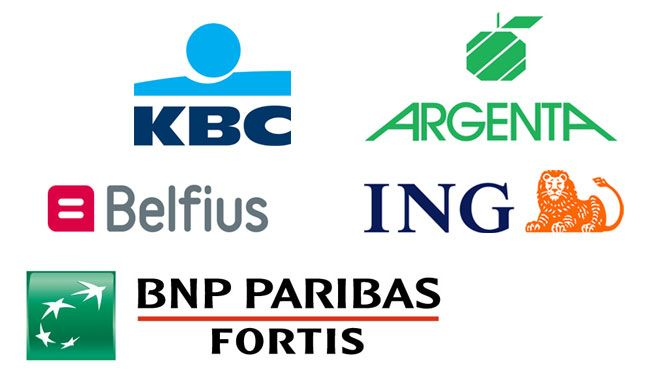 KBC
ARGENTA
Belfius
ING
BNP PARIBAS
FORTIS